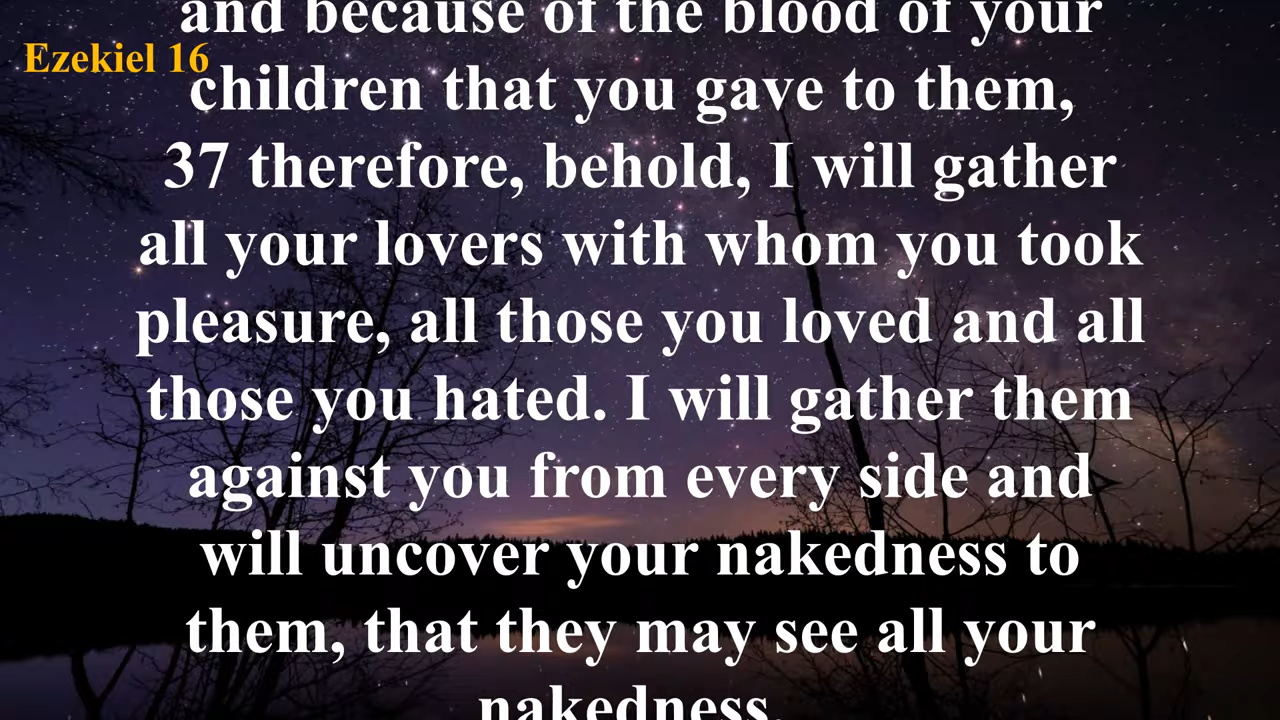 and because of the blood of your
Ezekiel 16
children that you gave to them,
37 therefore, behold, I will gather
all your lovers with whom you took
pleasure, all those you loved and all
those you hated. I will gather them
against you from every side and
will uncover your nakedness to
them, that they may see all your
nakedness.